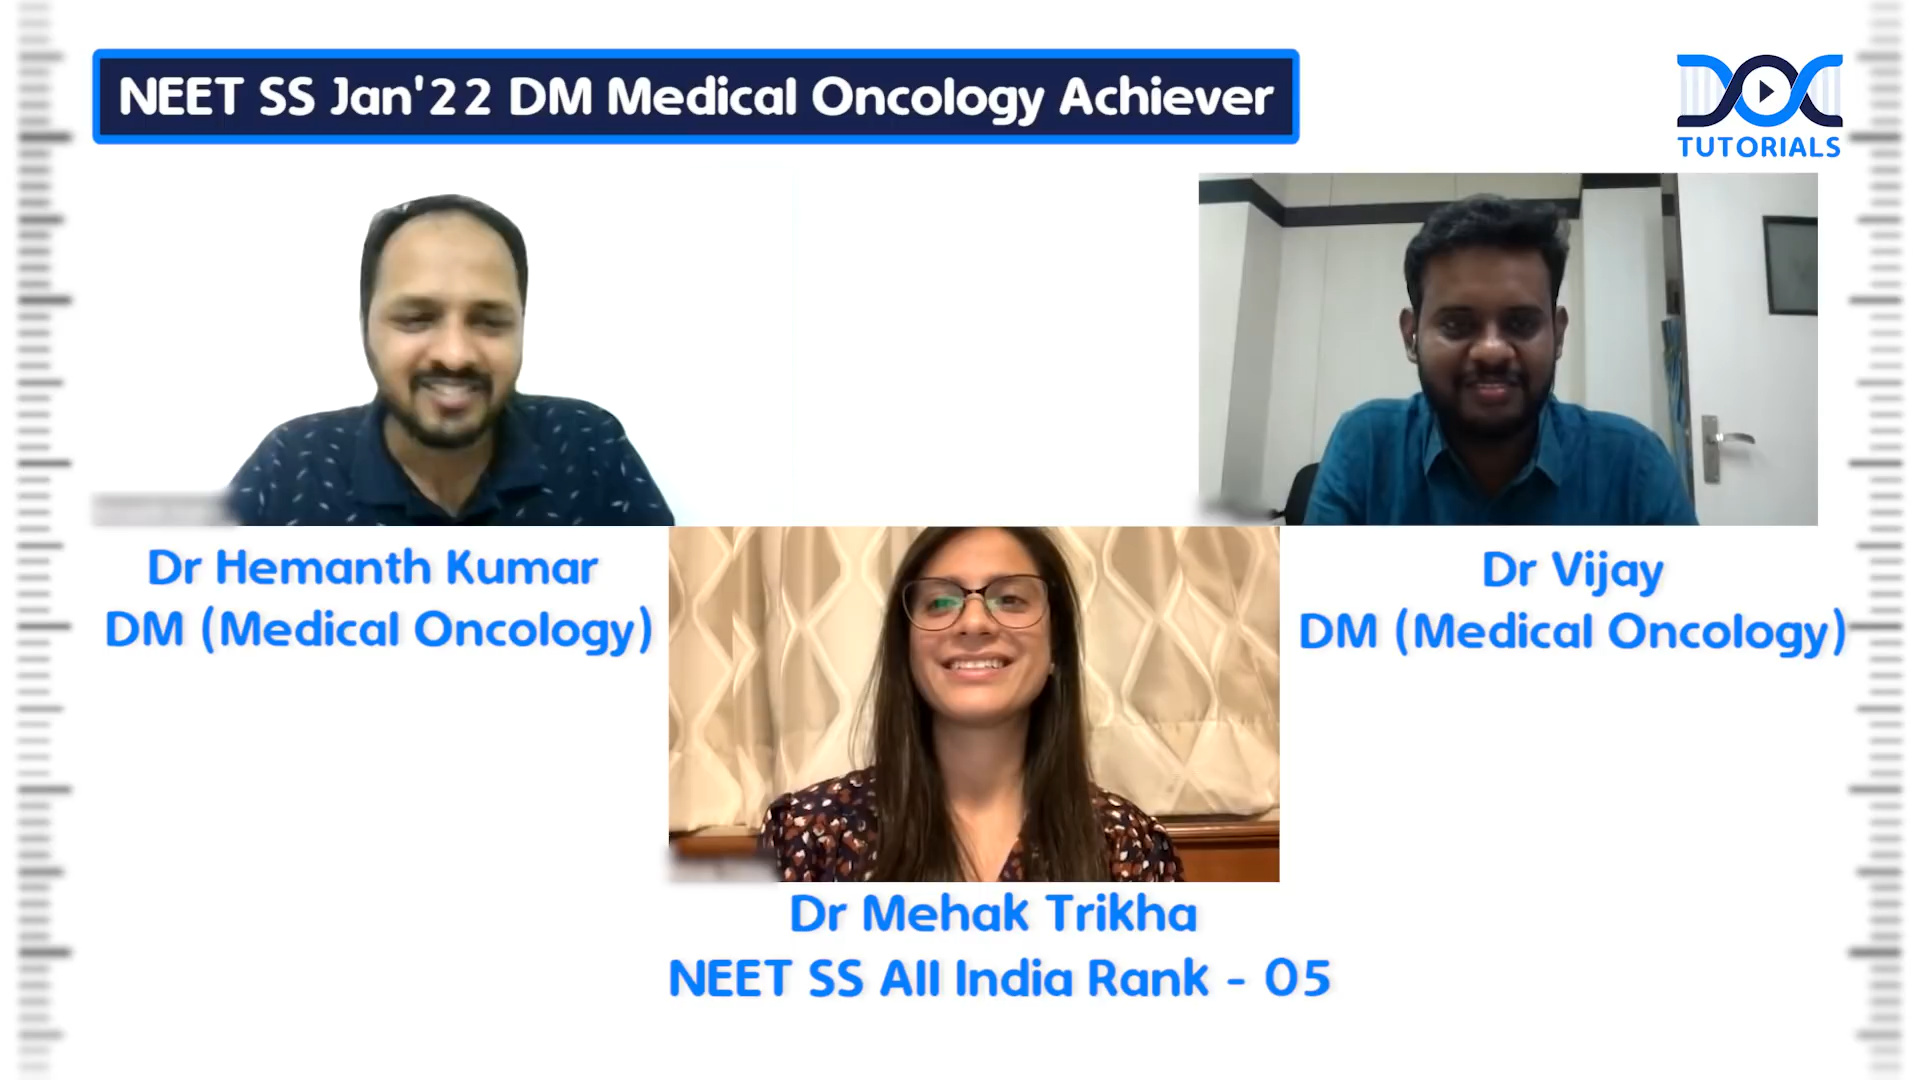 NEET SS Jan'22 DM Medical Oncology Achiever
TUTORIALS
Dr Hemanth Kumar
DM (Medical Oncology)
Dr Vijay
DM (Medical Oncology)
Dr Mehak Trikha
NEET SS All India Rank - 05